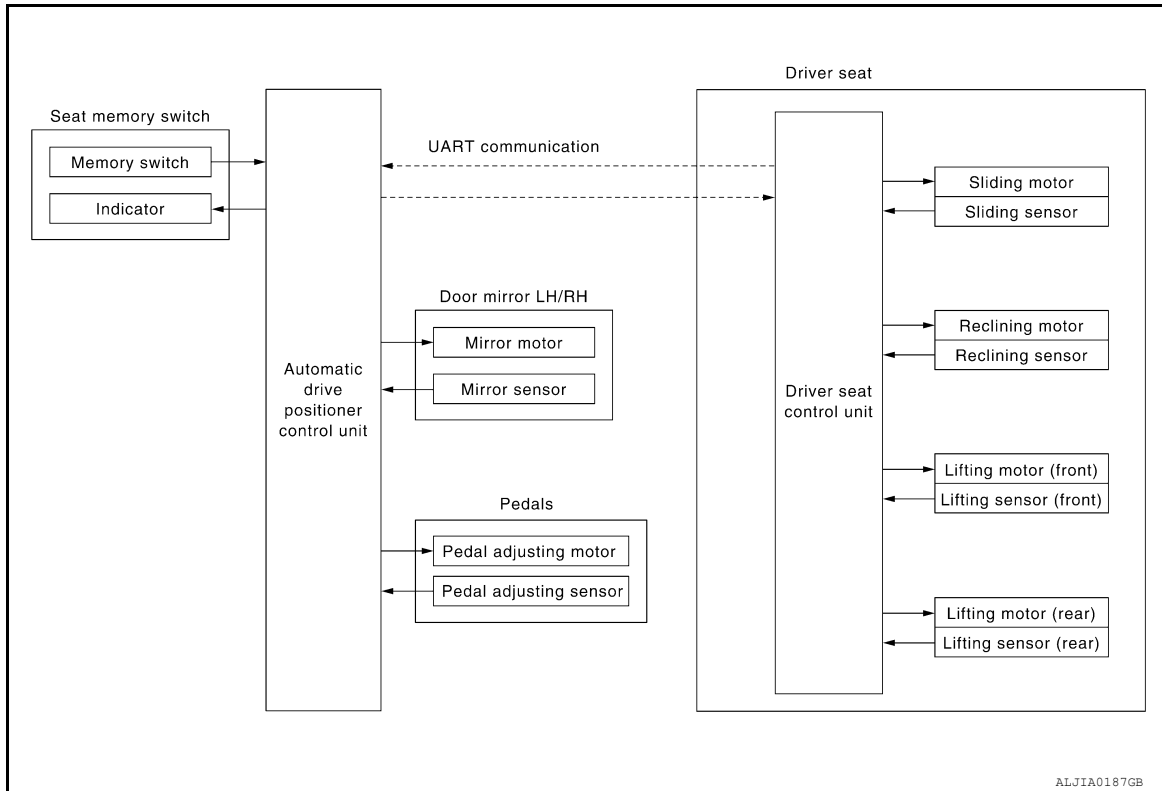 Driver seat
Seat memory switch
Memory switch
Indicator
UART communication
Sliding motor
Sliding sensor
Door mirror LH/RH
Mirror motor
Mirror sensor
Reclining motor
Reclining sensor
Automatic
drive
positioner
control unit
Driver seat
control unit
Lifting motor (front)
Lifting sensor (front)
Pedals
Pedal adjusting motor
Pedal adjusting sensor
Lifting motor (rear)
Lifting sensor (rear)
ALJIA0187GB